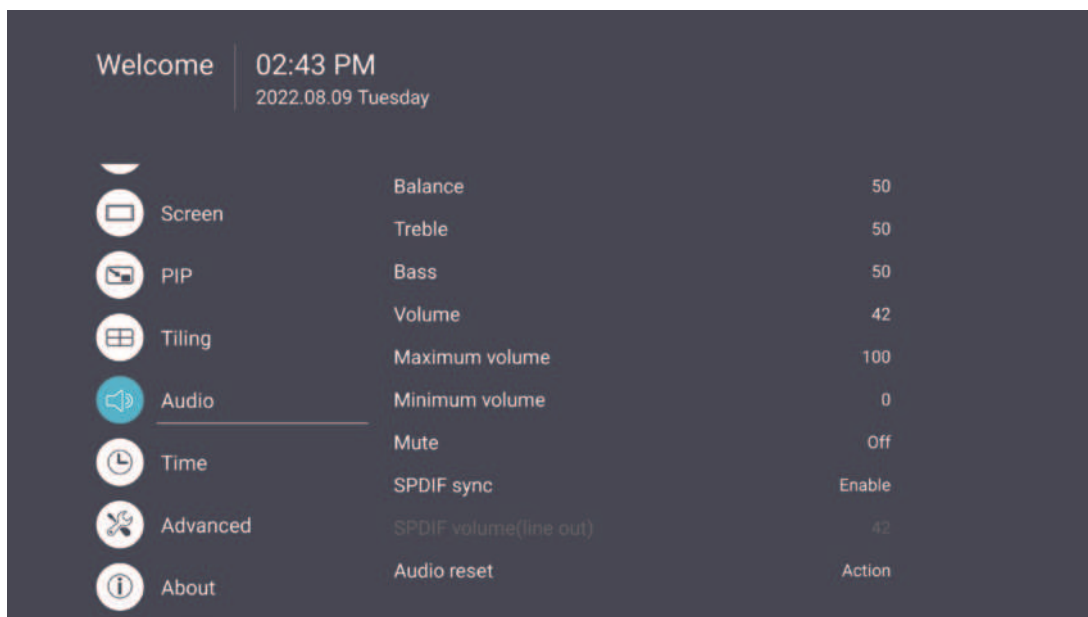 Welcome
02:43 PM
2022.08.09 Tuesday
Screen
PIP
Tiling
Audio
Time
Advanced
About
Balance 50
Treble 50
Bass 50
Volume 42
Maximum volume 100
Minimum volume 0
Mute Off
SPDIF sync Enable
SPDIF volume(line out) 42
Audio reset Action